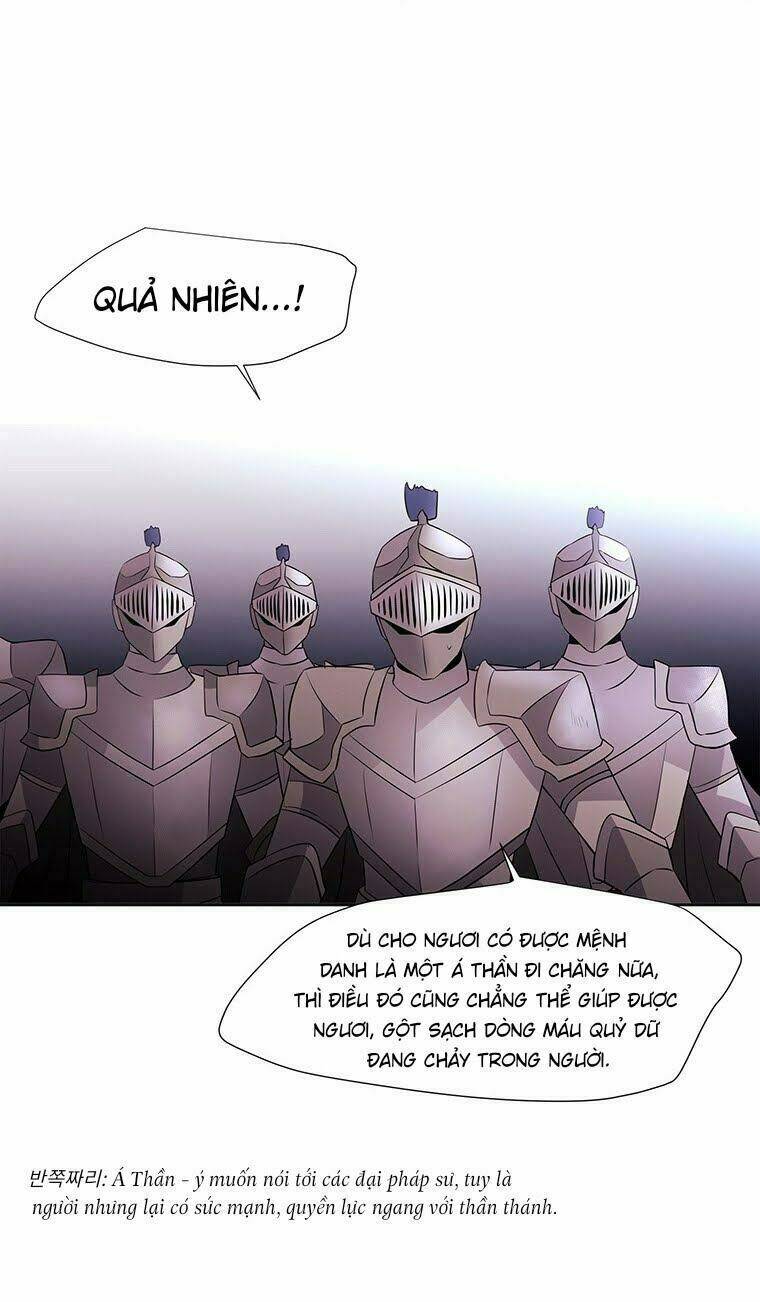 QUẢ NHIÊN...!
DÙ CHO NGƯƠI CÓ ĐƯỢC MỆNH
DANH LÀ MỘT Á THẦN ĐI CHĂNG NỮA,
THÌ ĐIỀU ĐÓ CŨNG CHẲNG THỂ GIÚP ĐƯỢC
NGƯƠI, GỘT SẠCH DÒNG MÁU QUỶ DỮ
ĐANG CHẢY TRONG NGƯỜI.
반쪽짜리: Á Thần - ý muốn nói tới các đại pháp sư, tuy là
người nhưng lại có sức mạnh, quyền lực ngang với thần thánh.